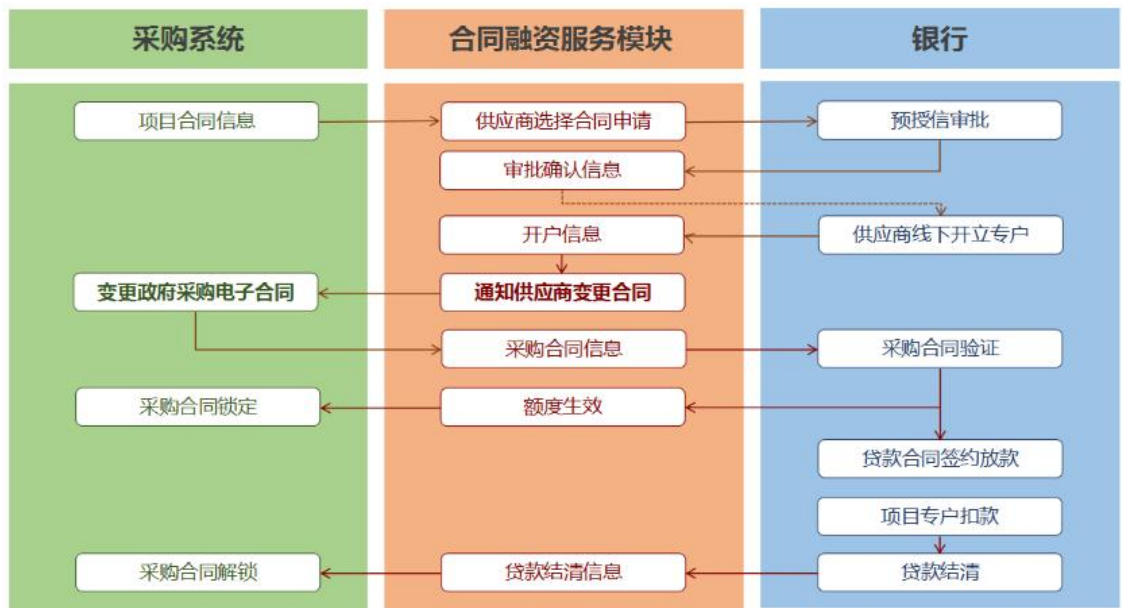 采购系统
合同融资服务模块
银行
项目合同信息
供应商选择合同申请
预授信审批
审批确认信息
开户信息
供应商线下开立专户
变更政府采购电子合同
通知供应商变更合同
采购合同信息
采购合同验证
采购合同锁定
额度生效
贷款合同签约放款
项目专户扣款
采购合同解锁
贷款结清信息
贷款结清